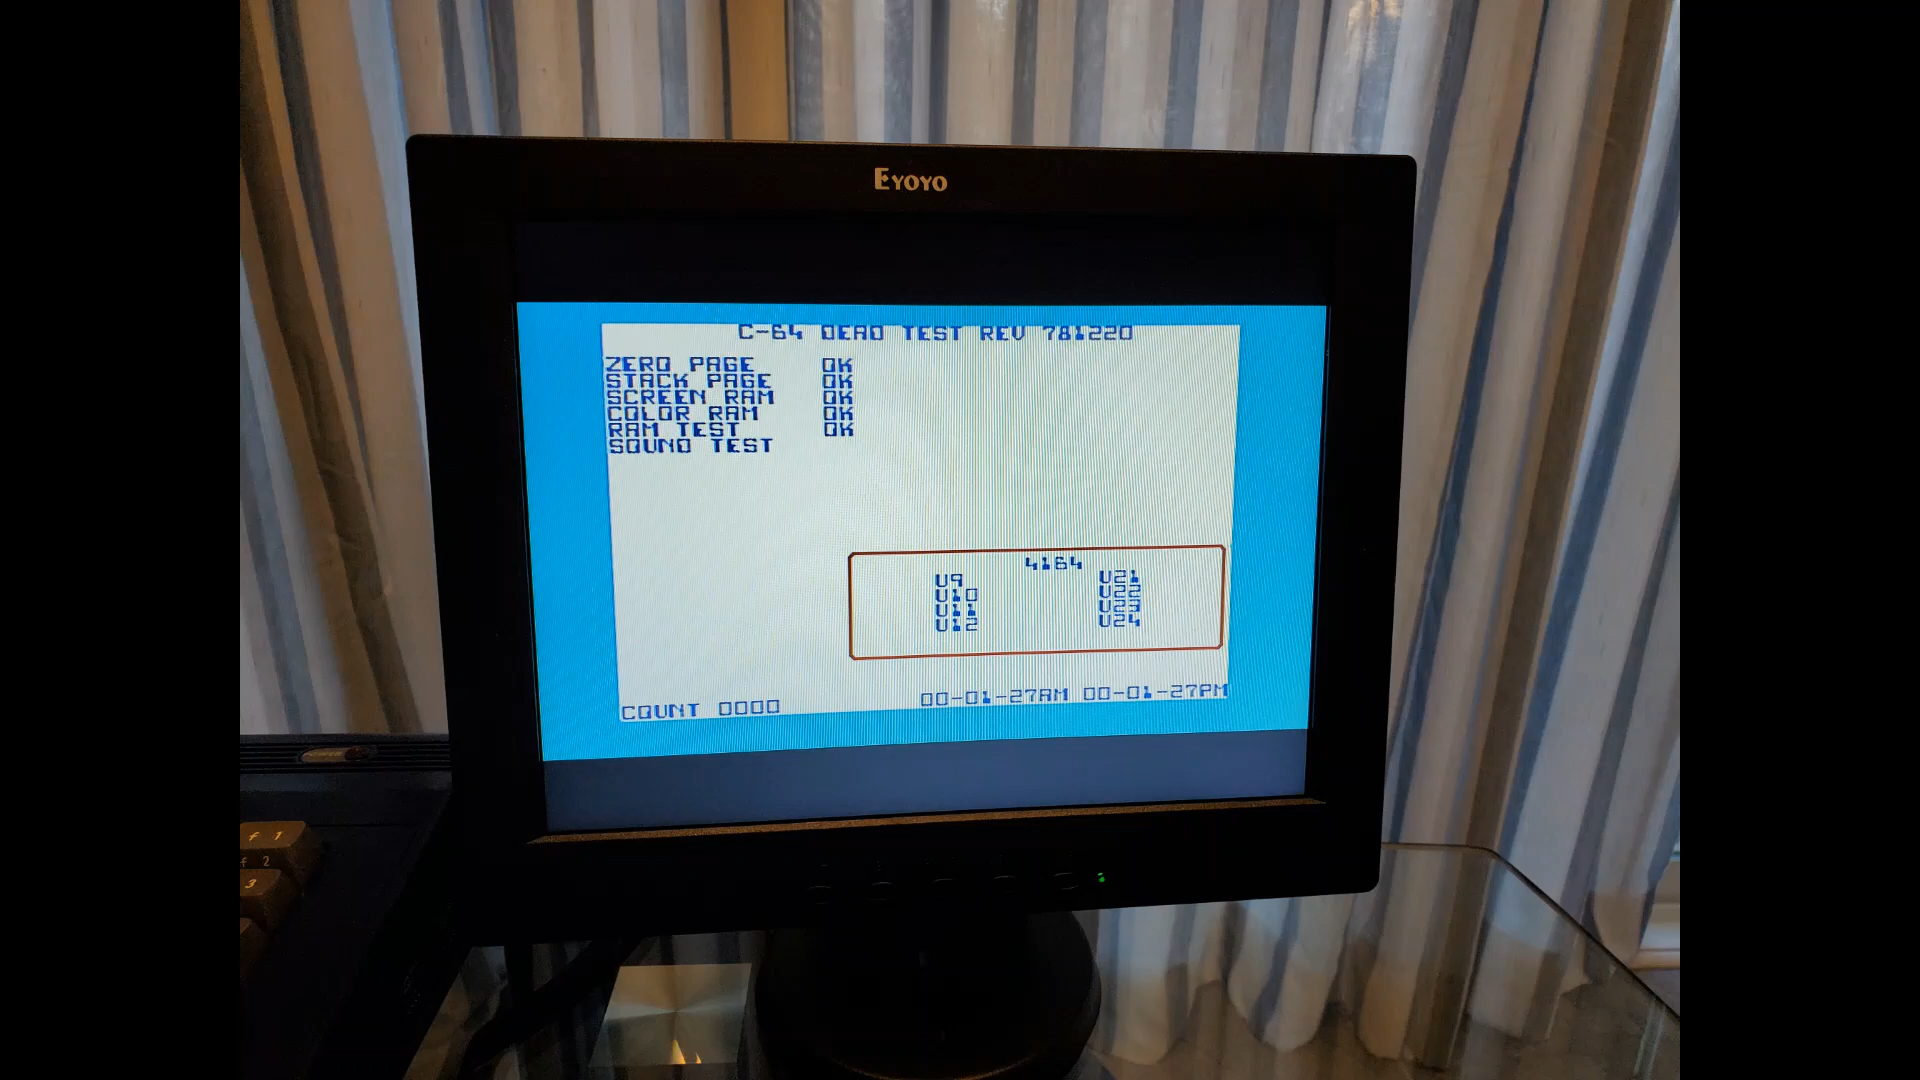 EYOYO
C-64 DEAD TEST REV 781220
ZERO PAGE OK
STACK PAGE OK
SCREEN RAM OK
COLOR RAM OK
RAM TEST OK
SOUND TEST
4164
U9 U21
U10 U22
U11 U23
U12 U24
COUNT 0000 00-01-27AM 00-01-27PM
f 1
f 2
3